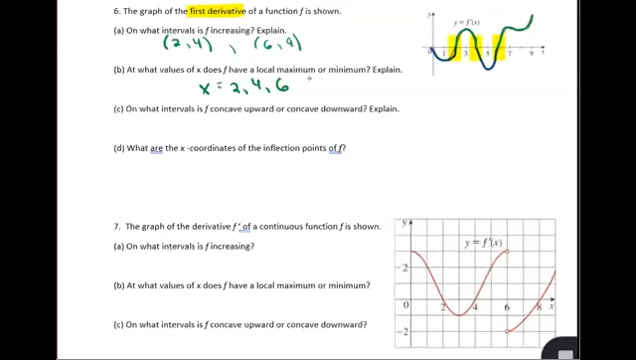 6. The graph of the first derivative of a function f is shown.
(a) On what intervals is f increasing? Explain.
(2,4) , (6,9)
(b) At what values of x does f have a local maximum or minimum? Explain.
x = 2, 4, 6
(c) On what intervals is f concave upward or concave downward? Explain.
(d) What are the x -coordinates of the inflection points of f?
y
y = f'(x)
1 3 5 7 9 x
7. The graph of the derivative f' of a continuous function f is shown.
(a) On what intervals is f increasing?
(b) At what values of x does f have a local maximum or minimum?
(c) On what intervals is f concave upward or concave downward?
y
y = f'(x)
2
0 2 4 6 8 x
−2